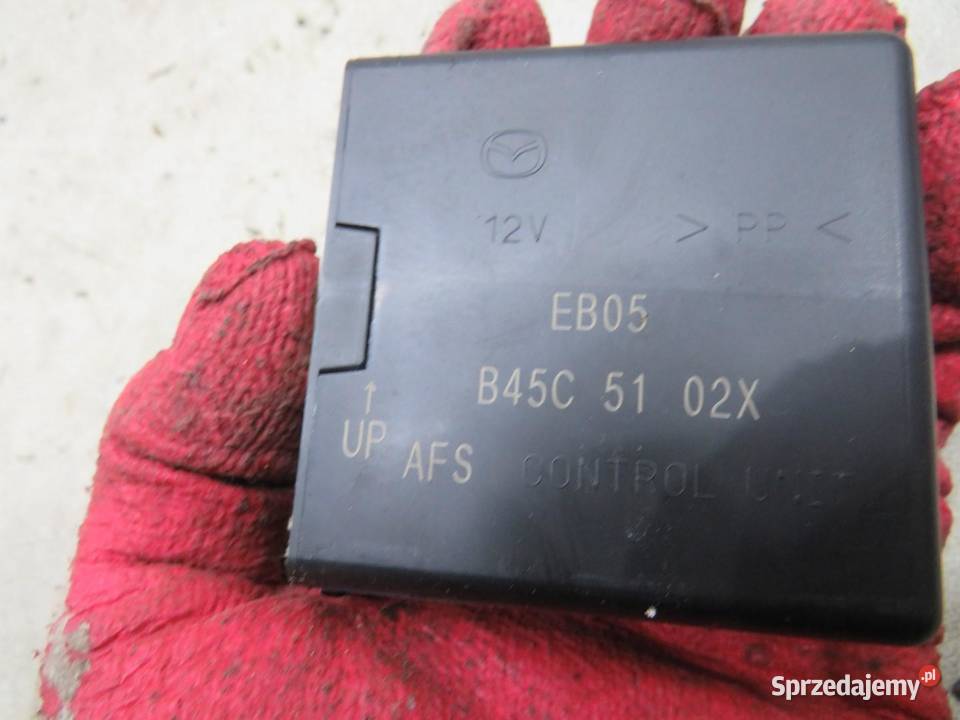 12V > PP <
EB05
B45C 51 02X
↑
UP AFS CONTROL UNIT
Sprzedajemy.pl